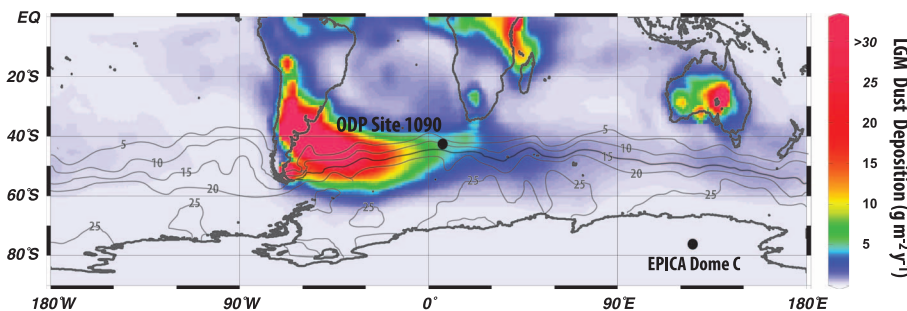 EQ
20°S
40°S
60°S
80°S
180°W
90°W
0°
90°E
180°E
ODP Site 1090
EPICA Dome C
5
10
15
20
25
25
25
25
5
10
15
20
25
>30
25
20
15
10
5
LGM Dust Deposition (g m⁻² y⁻¹)